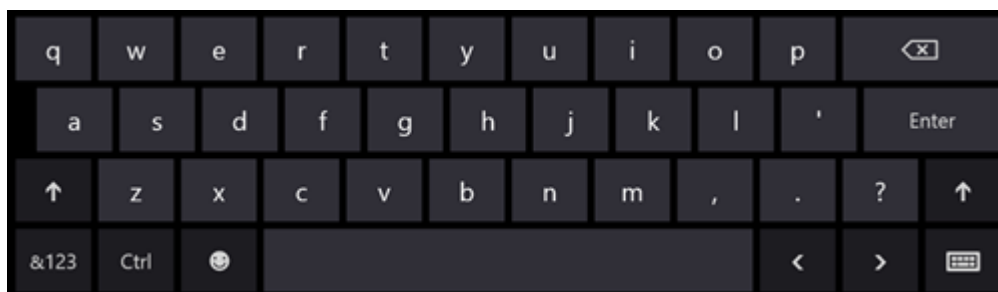 q w e r t y u i o p
a s d f g h j k l ' Enter
z x c v b n m , . ?
&123 Ctrl < >